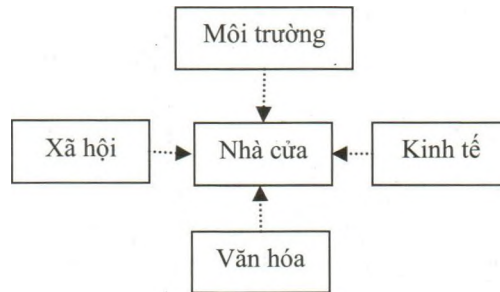 Môi trường
Xã hội
Nhà cửa
Kinh tế
Văn hóa